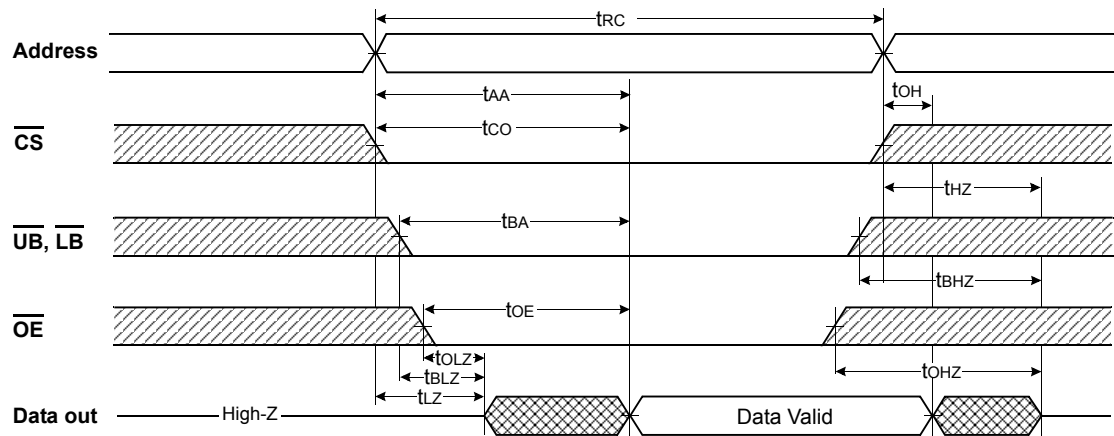 tRC
Address
tAA
tOH
tCO
CS
tHZ
tBA
UB, LB
tBHZ
tOE
OE
tOLZ
tBLZ
tOHZ
tLZ
Data out
High-Z
Data Valid